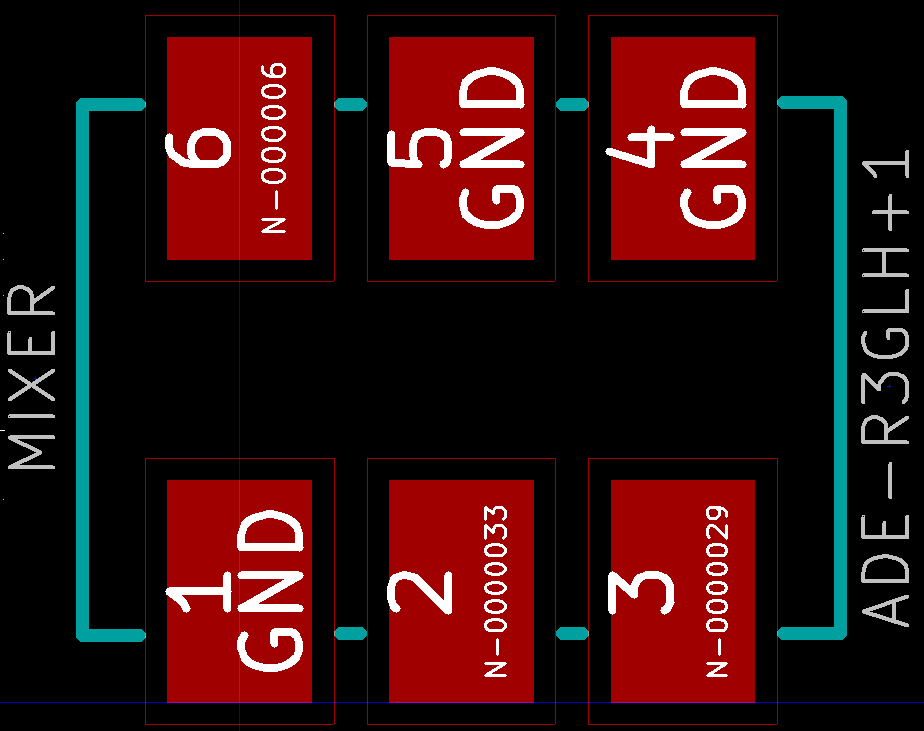 MIXER
6
N-000006
5
GND
4
GND
1
GND
2
N-0000033
3
N-0000029
ADE-R3GLH+1